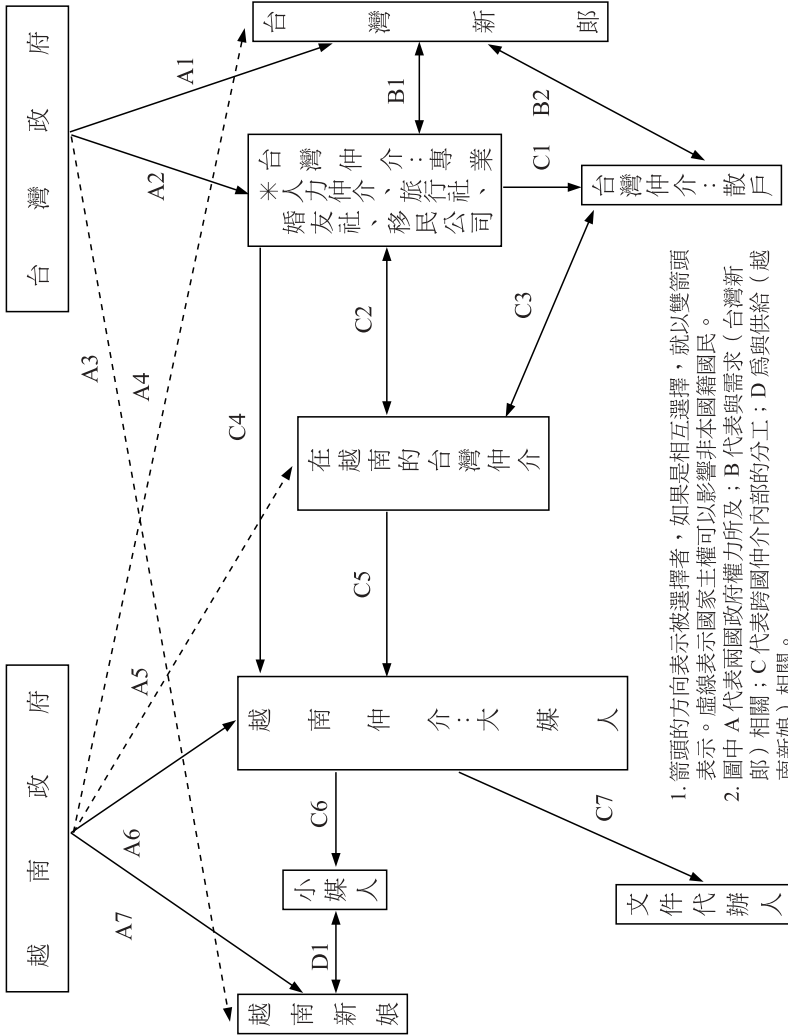 越南政府
台灣政府
A7
A6
A5
A3
A4
A2
A1
越南新娘
D1
小媒人
C6
越南仲介：大媒人
C4
C5
在越南的台灣仲介
C2
台灣仲介：專業
*人力仲介、旅行社、
婚友社、移民公司
B1
台灣新郎
C7
文件代辦人
C3
C1
B2
台灣仲介：散戶
1. 箭頭的方向表示被選擇者，如果是相互選擇，就以雙箭頭
表示。虛線表示國家主權可以影響非本國籍國民。
2. 圖中 A 代表兩國政府權力所及；B 代表與需求（台灣新
郎）相關；C 代表跨國仲介內部的分工；D 為與供給（越
南新娘）相關。